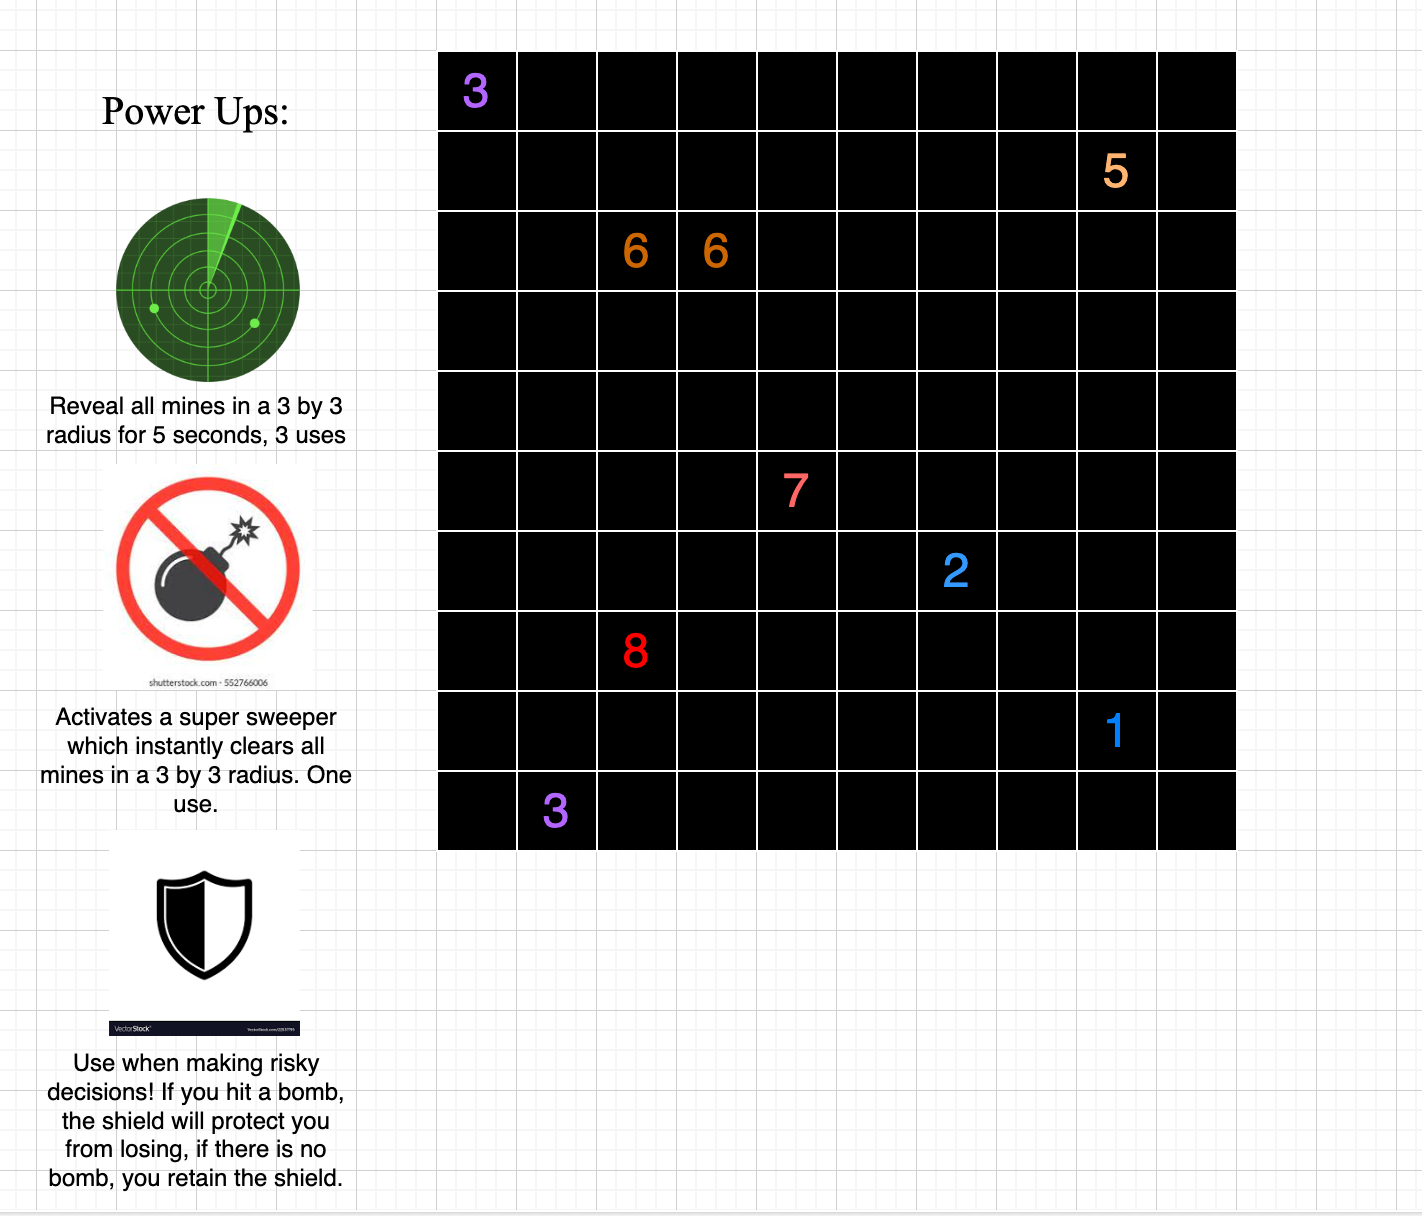 Power Ups:
Reveal all mines in a 3 by 3
radius for 5 seconds, 3 uses
shutterstock.com · 552766006
Activates a super sweeper
which instantly clears all
mines in a 3 by 3 radius. One
use.
VectorStock®
Use when making risky
decisions! If you hit a bomb,
the shield will protect you
from losing, if there is no
bomb, you retain the shield.
3
5
6 6
7
2
8
1
3